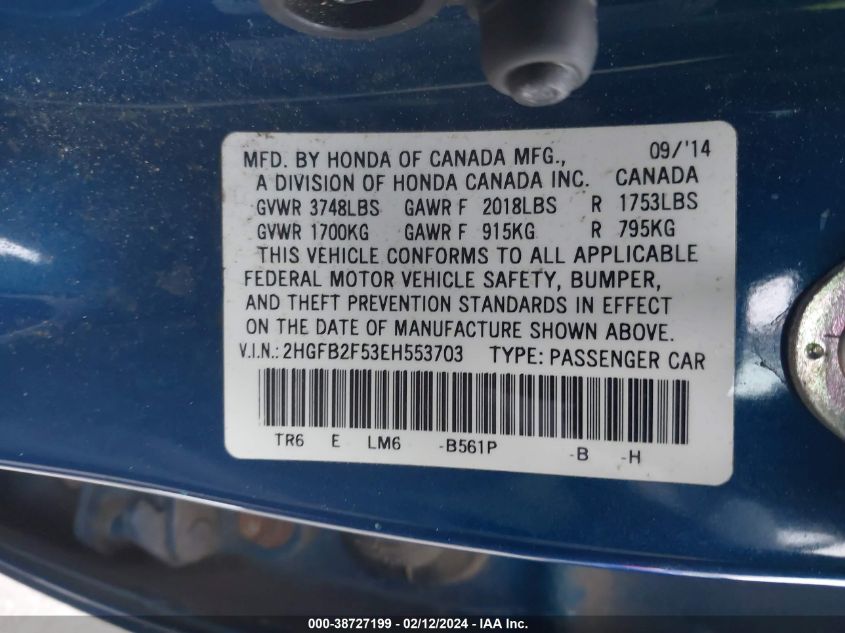 09/'14
MFD. BY HONDA OF CANADA MFG.,
A DIVISION OF HONDA CANADA INC. CANADA
GVWR 3748LBS GAWR F 2018LBS R 1753LBS
GVWR 1700KG GAWR F 915KG R 795KG
THIS VEHICLE CONFORMS TO ALL APPLICABLE
FEDERAL MOTOR VEHICLE SAFETY, BUMPER,
AND THEFT PREVENTION STANDARDS IN EFFECT
ON THE DATE OF MANUFACTURE SHOWN ABOVE.
V.I.N.: 2HGFB2F53EH553703 TYPE: PASSENGER CAR
TR6 E LM6 -B561P -B -H
000-38727199 - 02/12/2024 - IAA Inc.